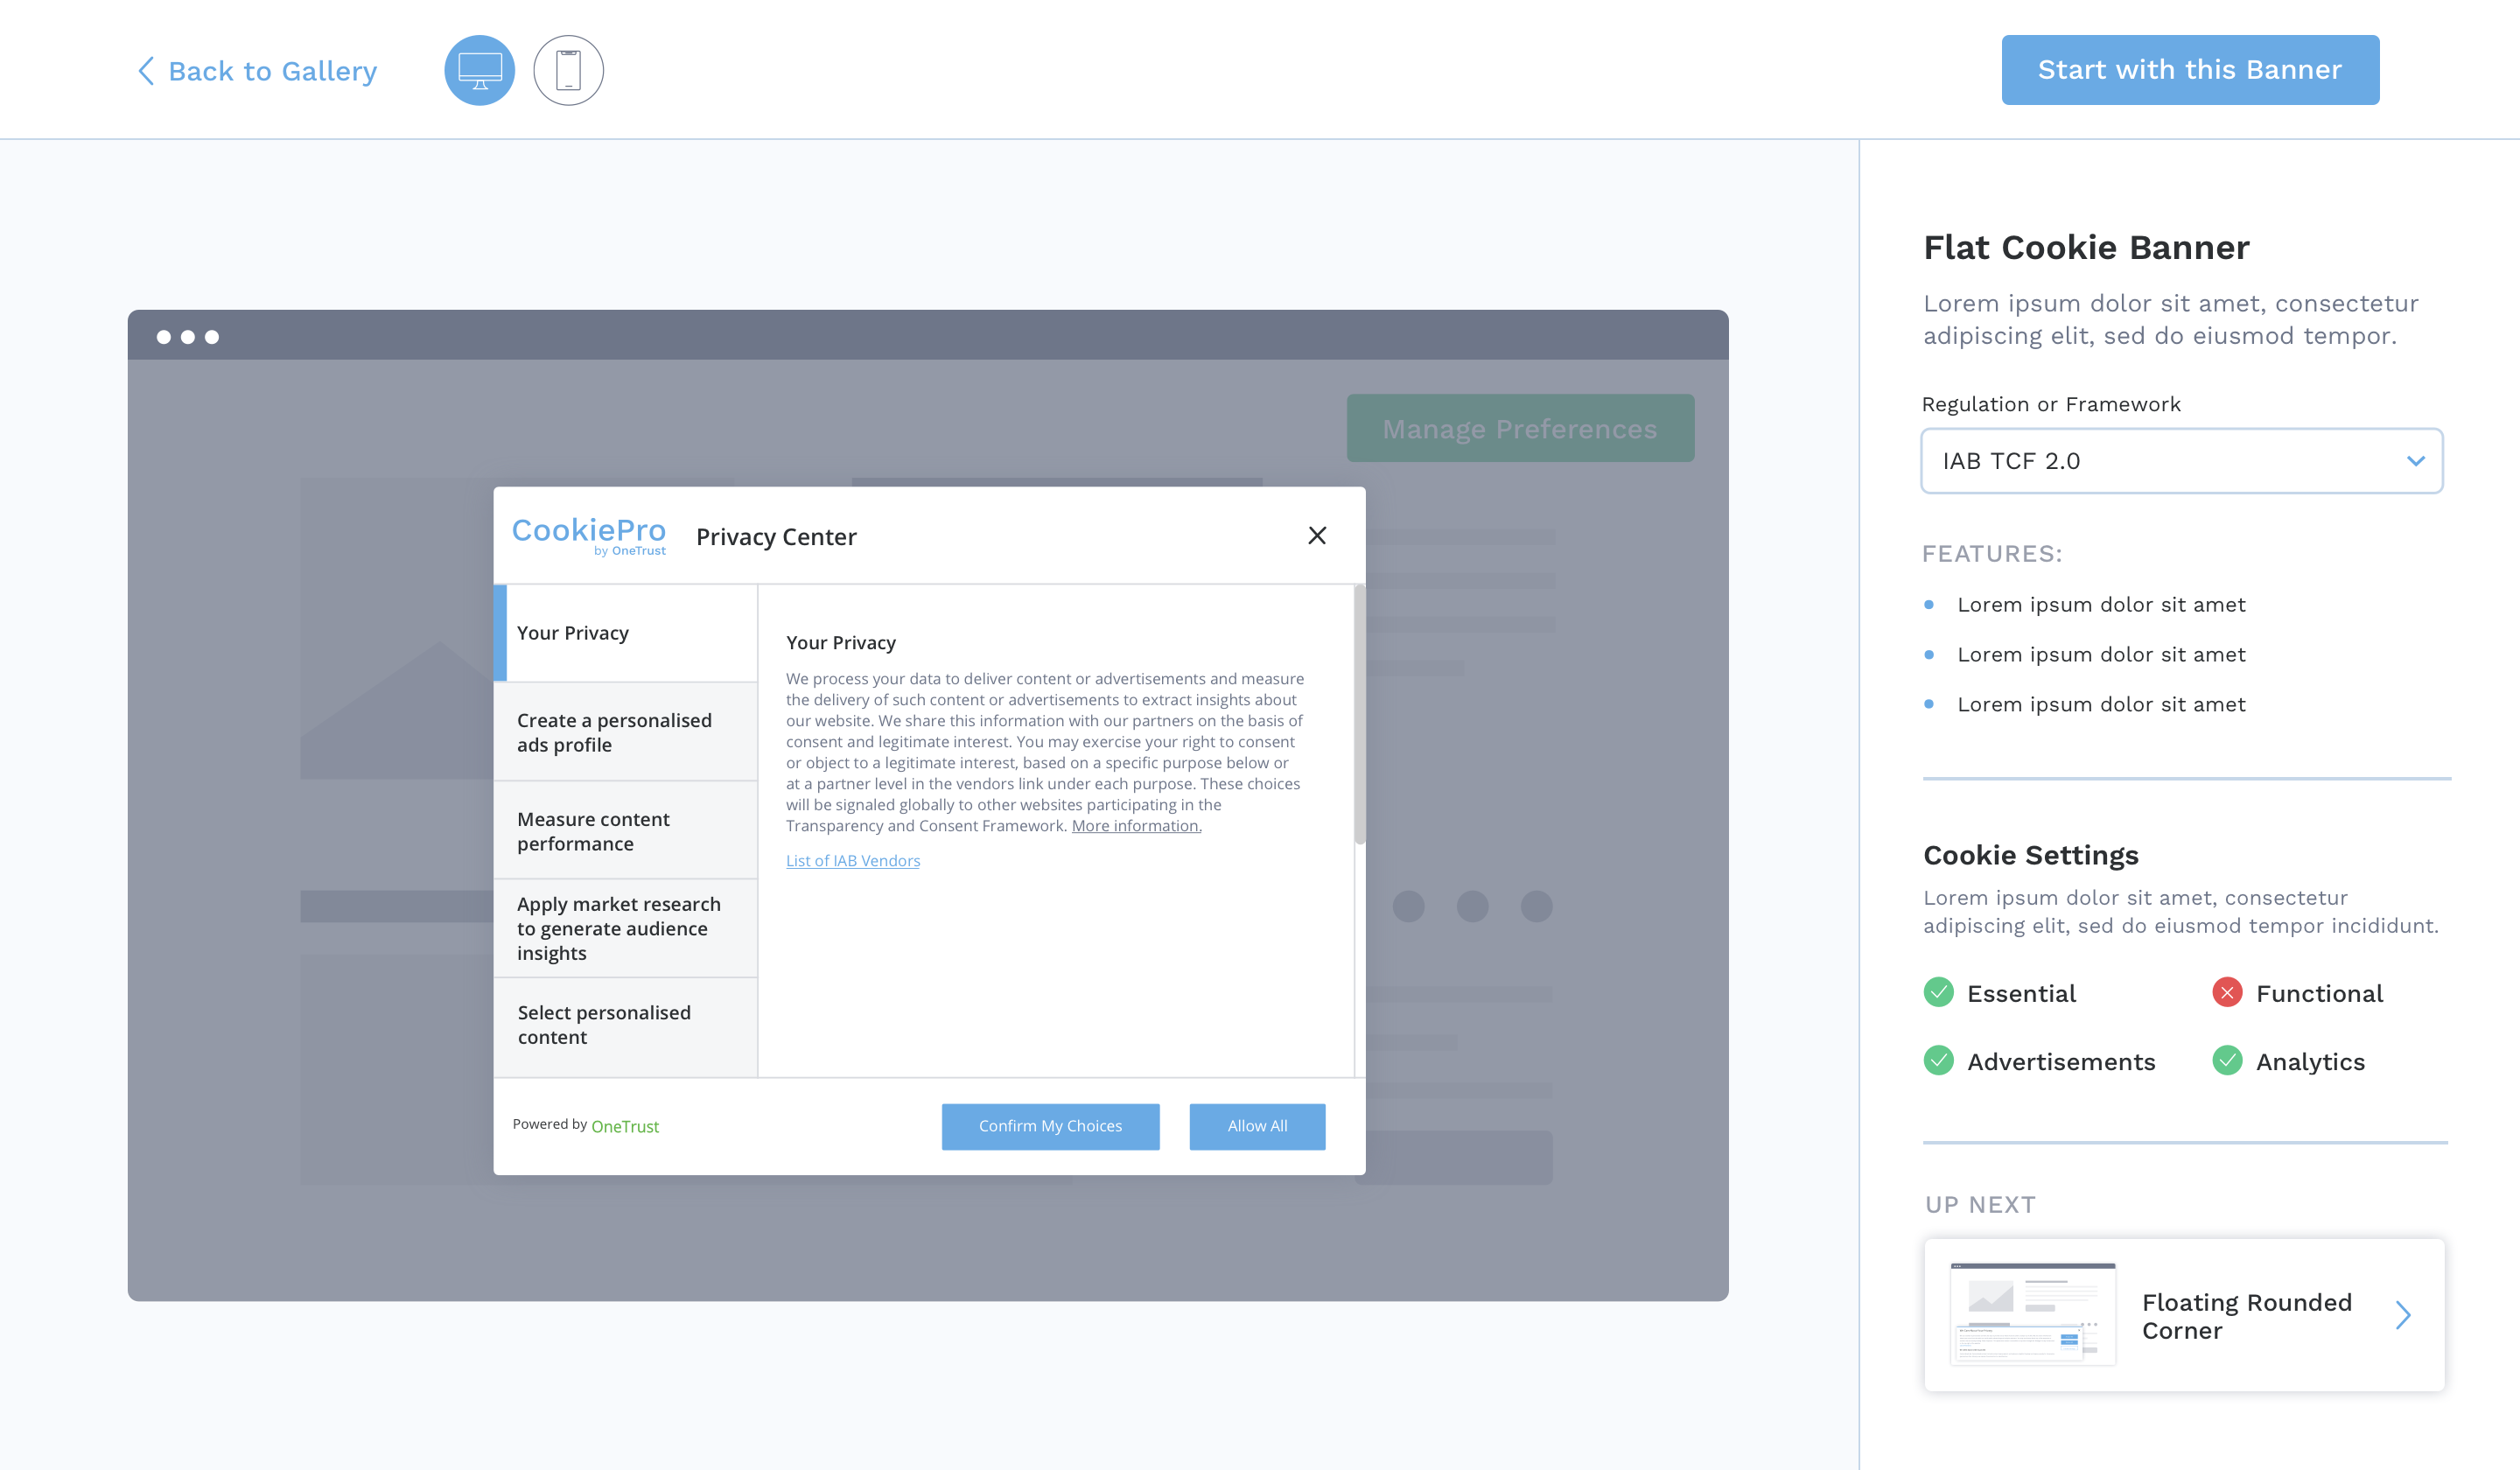 Back to Gallery
Start with this Banner
Manage Preferences
CookiePro
by OneTrust
Privacy Center
Your Privacy
Create a personalised
ads profile
Measure content
performance
Apply market research
to generate audience
insights
Select personalised
content
Your Privacy
We process your data to deliver content or advertisements and measure
the delivery of such content or advertisements to extract insights about
our website. We share this information with our partners on the basis of
consent and legitimate interest. You may exercise your right to consent
or object to a legitimate interest, based on a specific purpose below or
at a partner level in the vendors link under each purpose. These choices
will be signaled globally to other websites participating in the
Transparency and Consent Framework. More information.
List of IAB Vendors
Powered by OneTrust
Confirm My Choices
Allow All
Flat Cookie Banner
Lorem ipsum dolor sit amet, consectetur
adipiscing elit, sed do eiusmod tempor.
Regulation or Framework
IAB TCF 2.0
FEATURES:
Lorem ipsum dolor sit amet
Lorem ipsum dolor sit amet
Lorem ipsum dolor sit amet
Cookie Settings
Lorem ipsum dolor sit amet, consectetur
adipiscing elit, sed do eiusmod tempor incididunt.
Essential
Functional
Advertisements
Analytics
UP NEXT
Floating Rounded
Corner